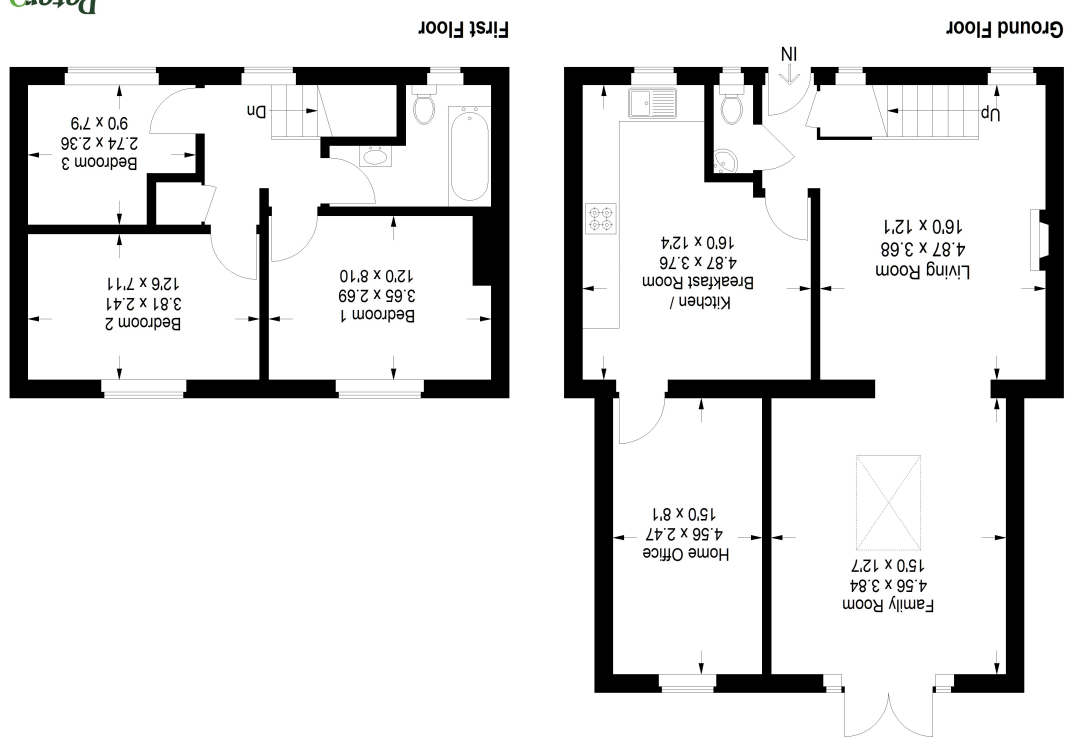 Family Room
4.56 x 3.84
15'0 x 12'7
Home Office
4.56 x 2.47
15'0 x 8'1
Living Room
4.87 x 3.68
16'0 x 12'1
Kitchen /
Breakfast Room
4.87 x 3.76
16'0 x 12'4
Up
IN
Ground Floor
Bedroom 1
3.65 x 2.69
12'0 x 8'10
Bedroom 2
3.81 x 2.41
12'6 x 7'11
Bedroom 3
2.74 x 2.36
9'0 x 7'9
Dn
First Floor